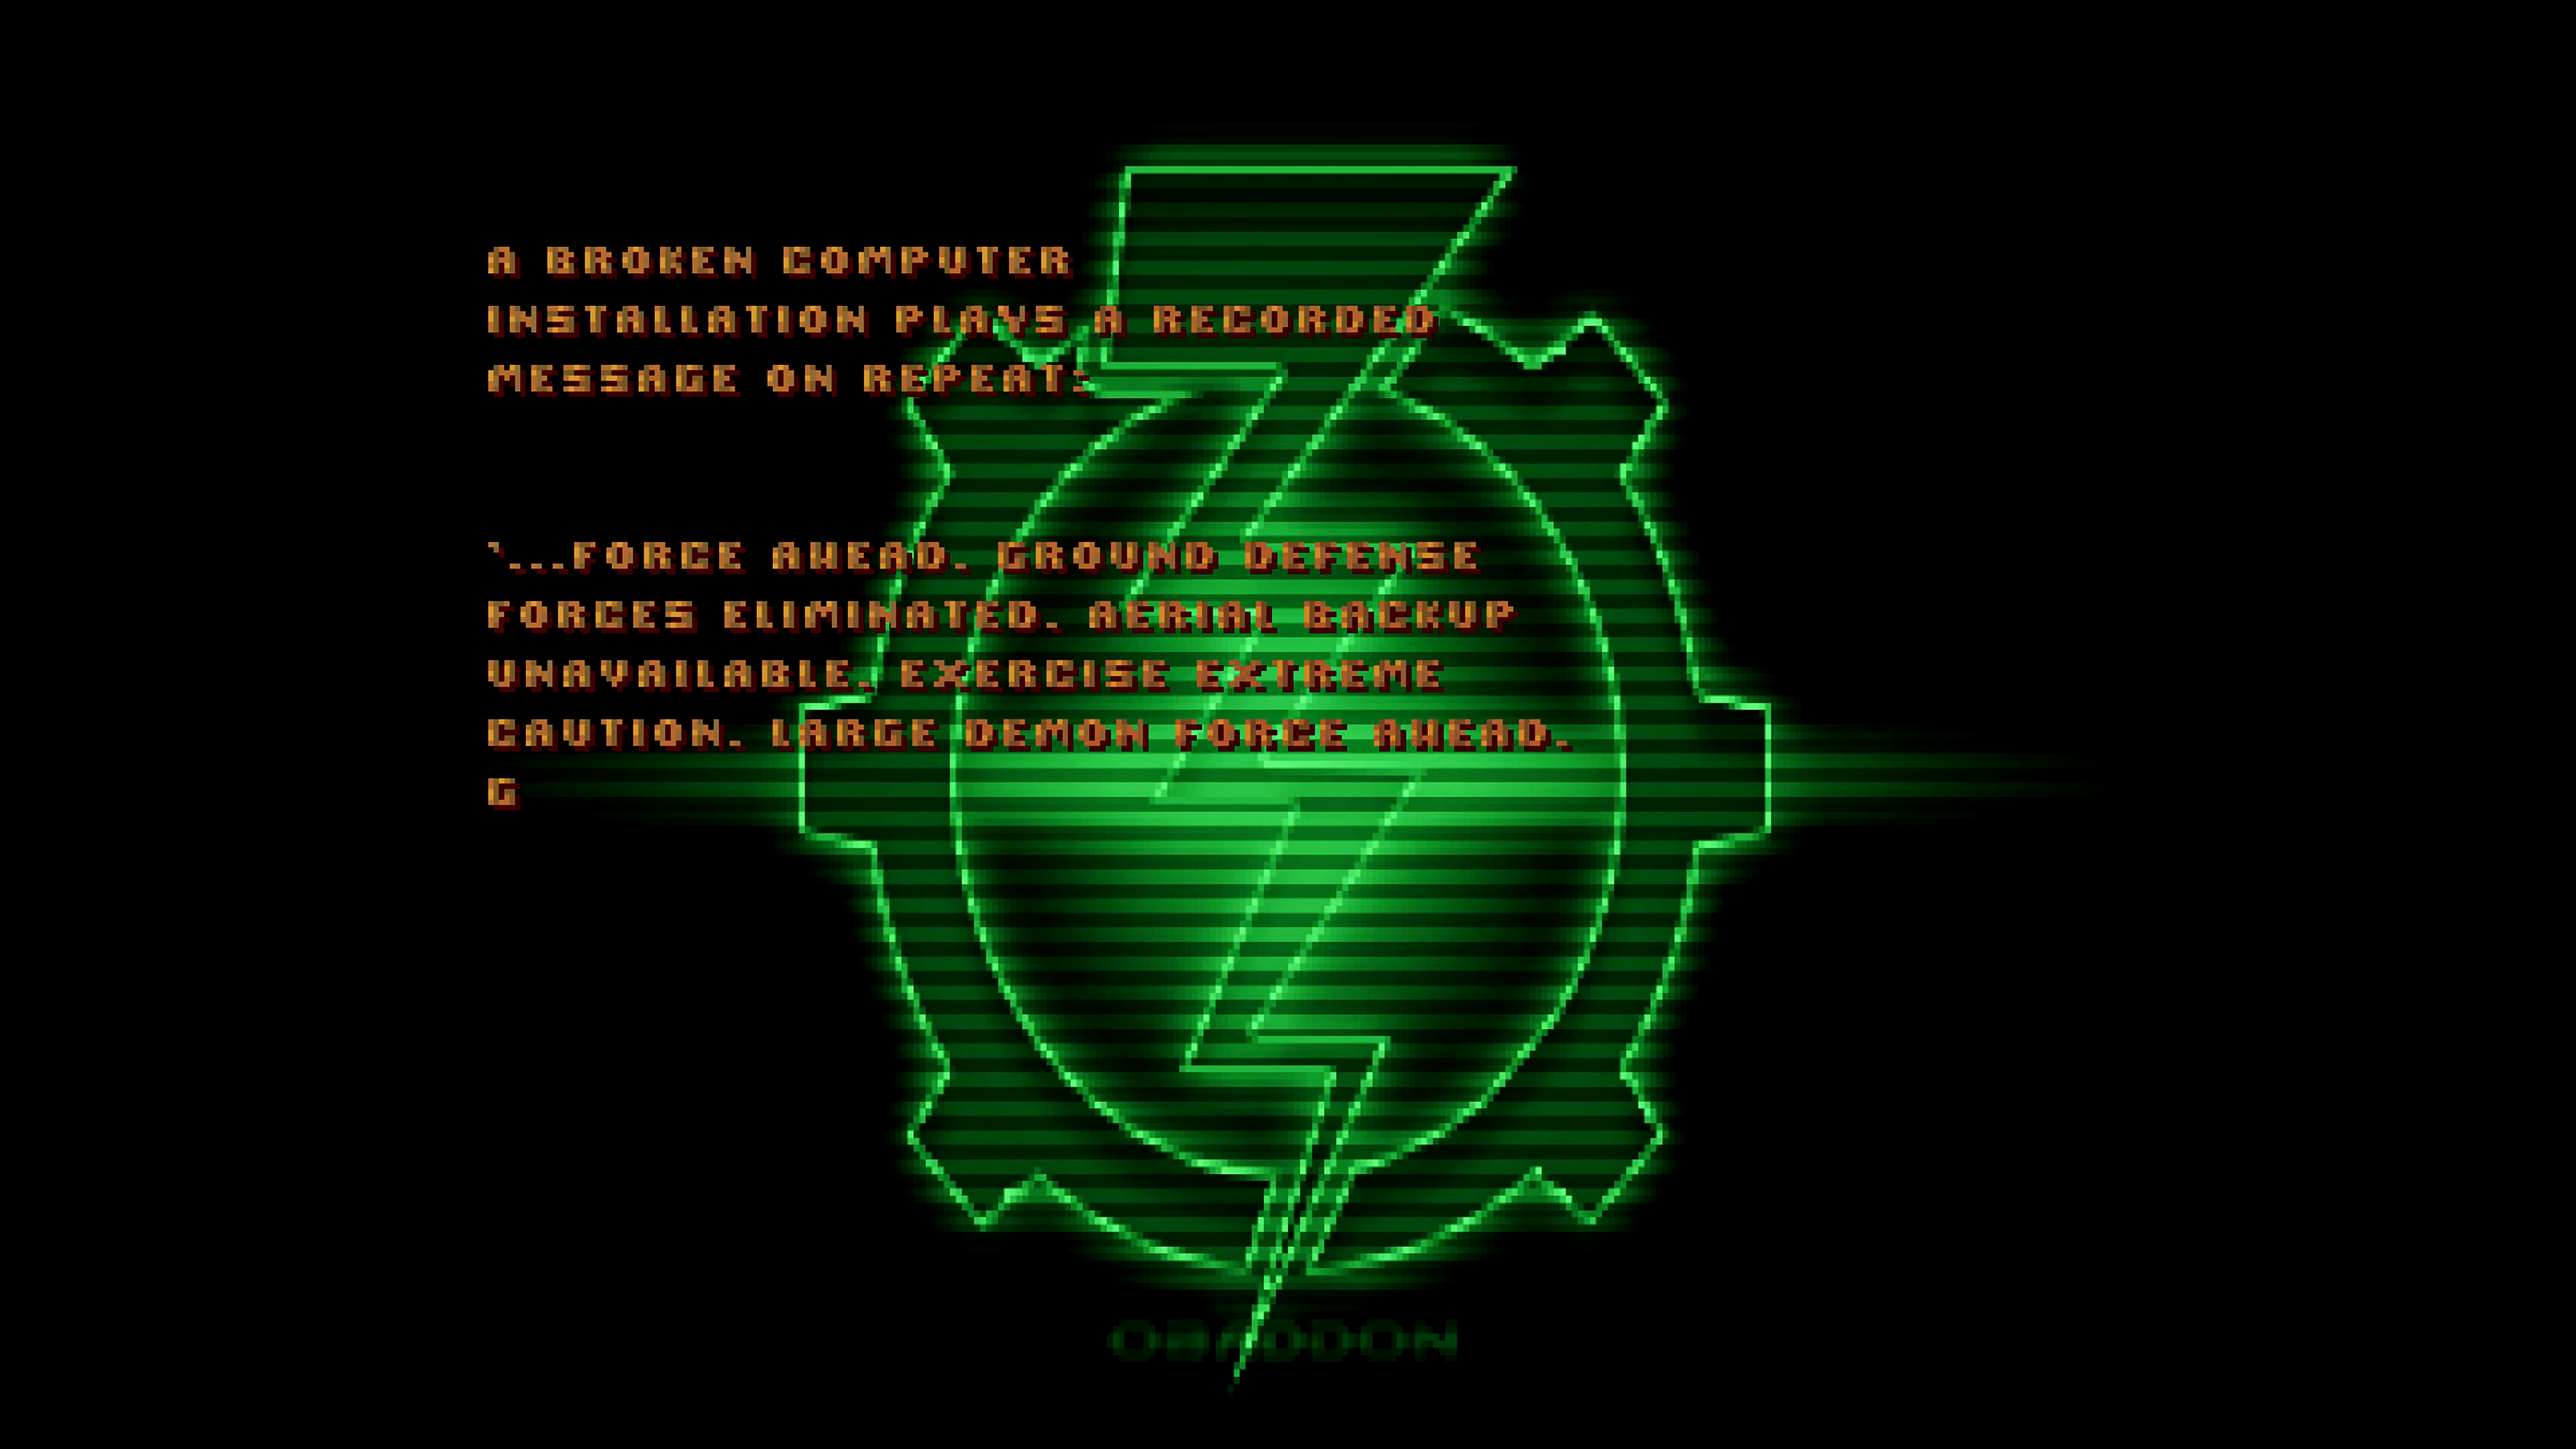 A BROKEN COMPUTER
INSTALLATION PLAYS A RECORDED
MESSAGE ON REPEAT:
`...FORCE AHEAD. GROUND DEFENSE
FORCES ELIMINATED. AERIAL BACKUP
UNAVAILABLE. EXERCISE EXTREME
CAUTION. LARGE DEMON FORCE AHEAD.
G
OBADDON